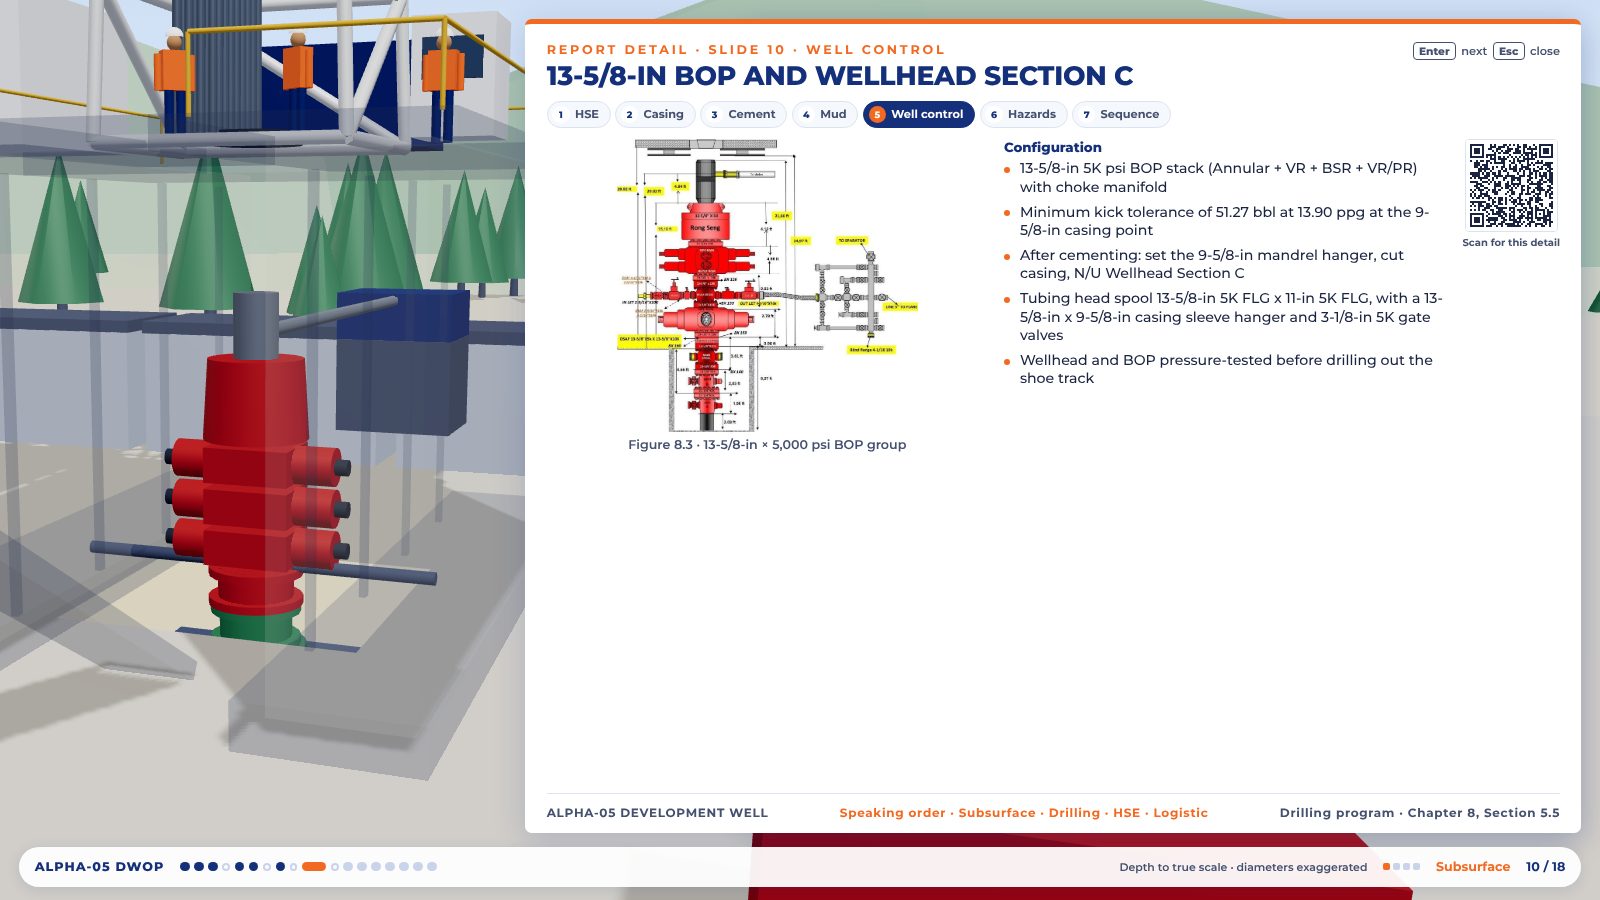 REPORT DETAIL · SLIDE 10 · WELL CONTROL
Enter next Esc close
13-5/8-IN BOP AND WELLHEAD SECTION C
1 HSE
2 Casing
3 Cement
4 Mud
5 Well control
6 Hazards
7 Sequence
Rong Seng
TO SEPARATOR
Figure 8.3 · 13-5/8-in × 5,000 psi BOP group
Configuration
13-5/8-in 5K psi BOP stack (Annular + VR + BSR + VR/PR)
with choke manifold
Minimum kick tolerance of 51.27 bbl at 13.90 ppg at the 9-
5/8-in casing point
After cementing: set the 9-5/8-in mandrel hanger, cut
casing, N/U Wellhead Section C
Tubing head spool 13-5/8-in 5K FLG x 11-in 5K FLG, with a 13-
5/8-in x 9-5/8-in casing sleeve hanger and 3-1/8-in 5K gate
valves
Wellhead and BOP pressure-tested before drilling out the
shoe track
Scan for this detail
ALPHA-05 DEVELOPMENT WELL
Speaking order · Subsurface · Drilling · HSE · Logistic
Drilling program · Chapter 8, Section 5.5
ALPHA-05 DWOP
Depth to true scale · diameters exaggerated
Subsurface
10 / 18